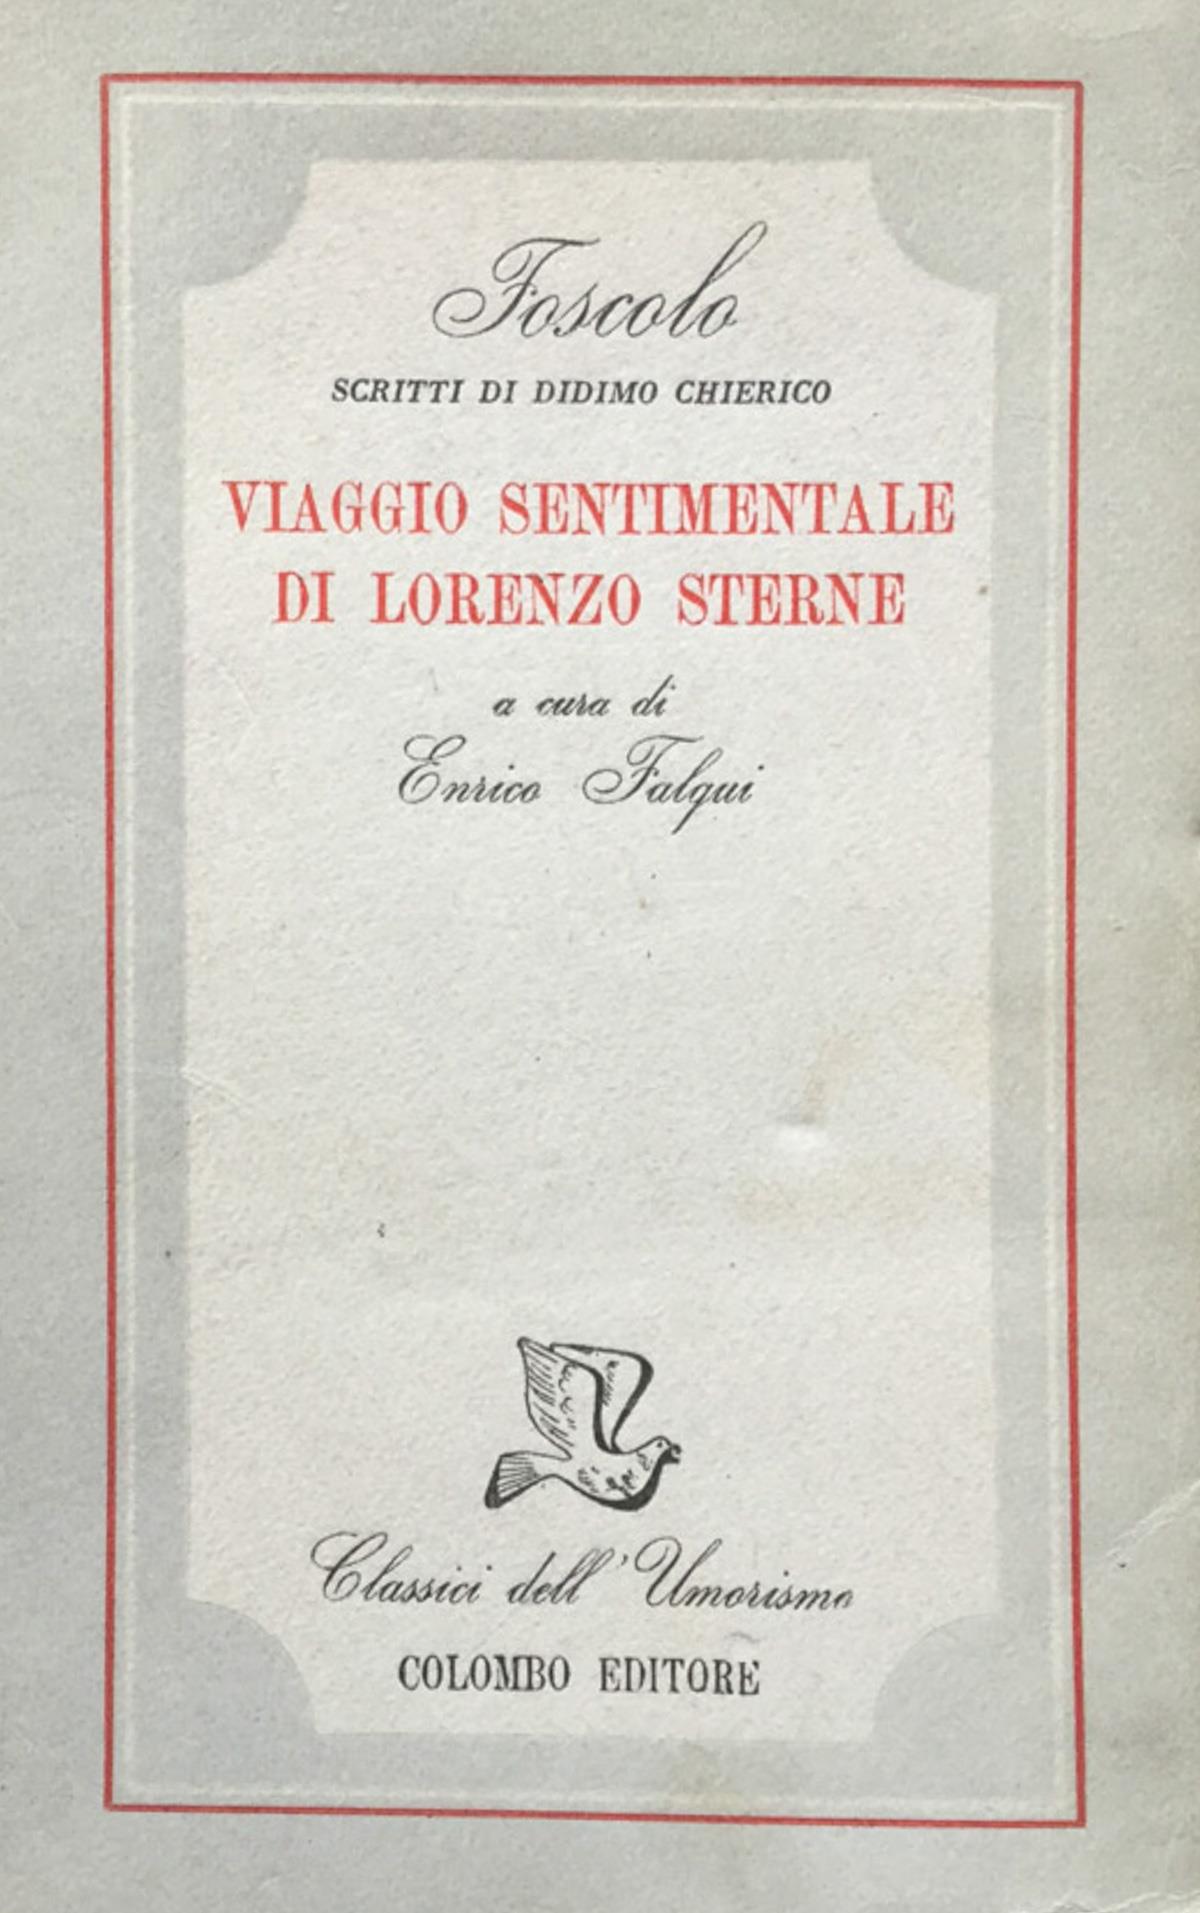 Foscolo
SCRITTI DI DIDIMO CHIERICO
VIAGGIO SENTIMENTALE
DI LORENZO STERNE
a cura di
Enrico Falqui
Classici dell'Umorismo
COLOMBO EDITORE